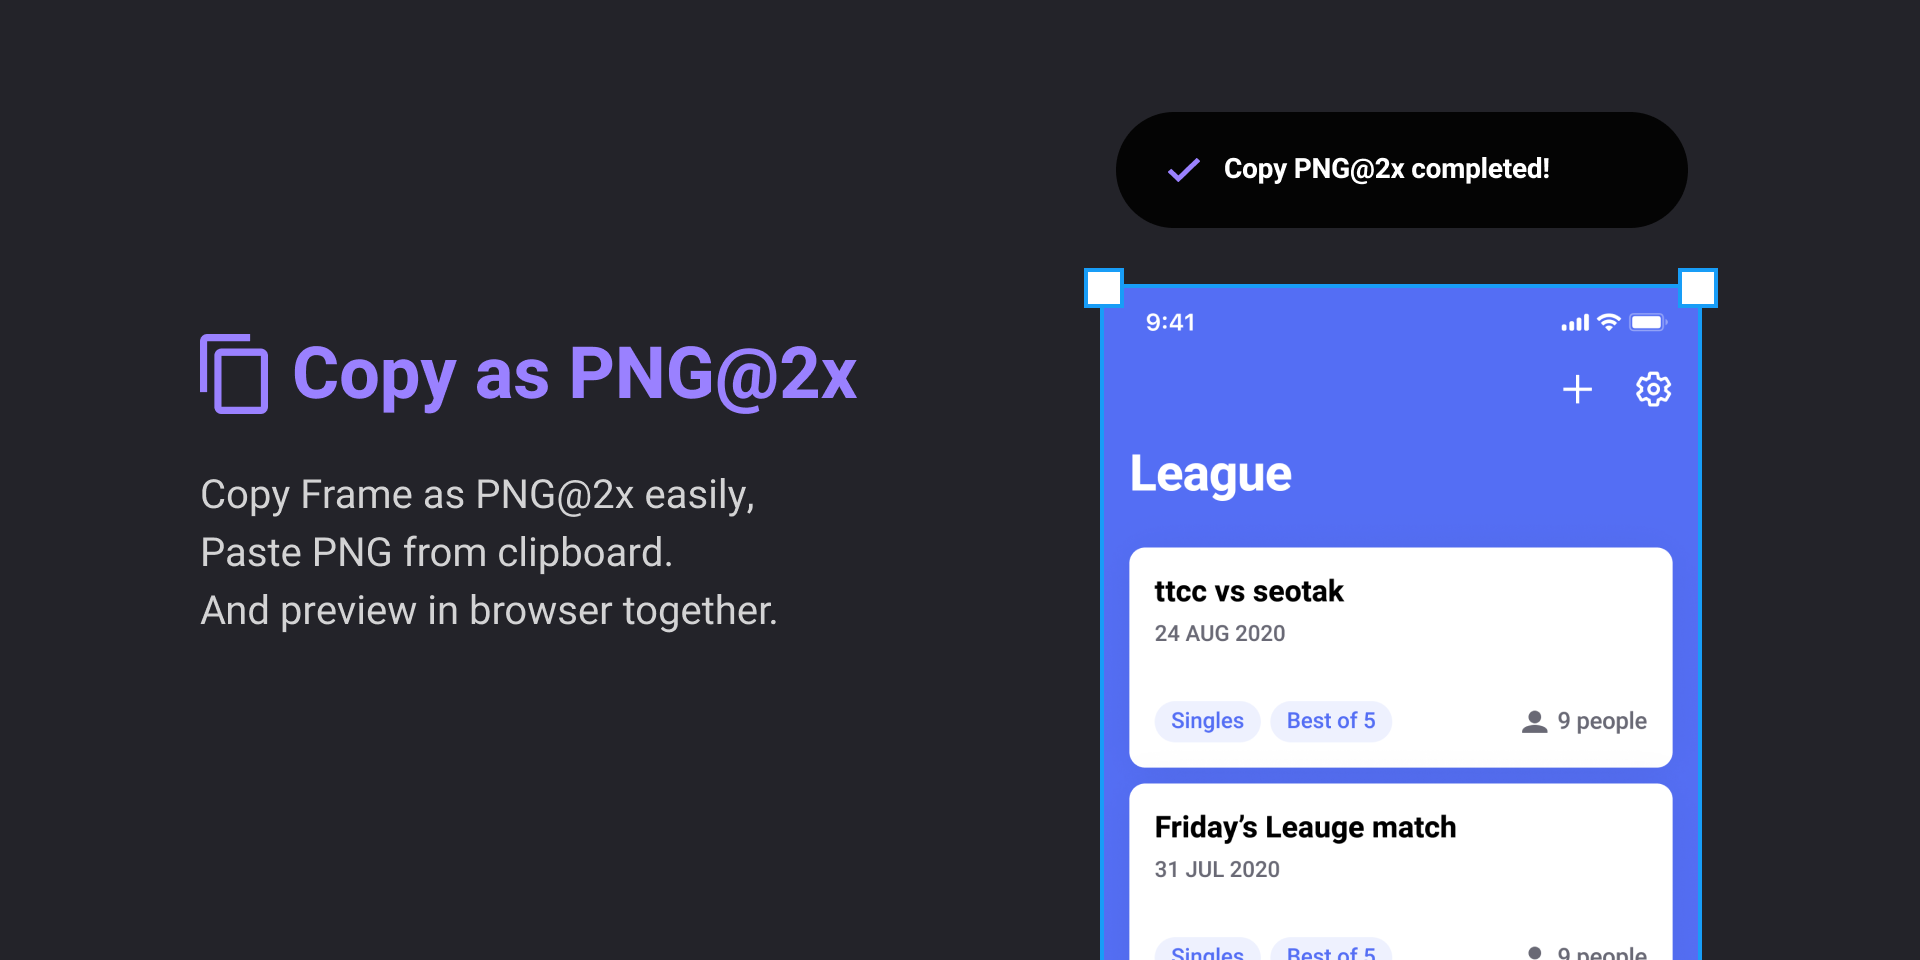 Copy PNG@2x completed!
Copy as PNG@2x
Copy Frame as PNG@2x easily,
Paste PNG from clipboard.
And preview in browser together.
9:41
League
ttcc vs seotak
24 AUG 2020
Singles Best of 5 9 people
Friday’s Leauge match
31 JUL 2020
Singles Best of 5 9 people